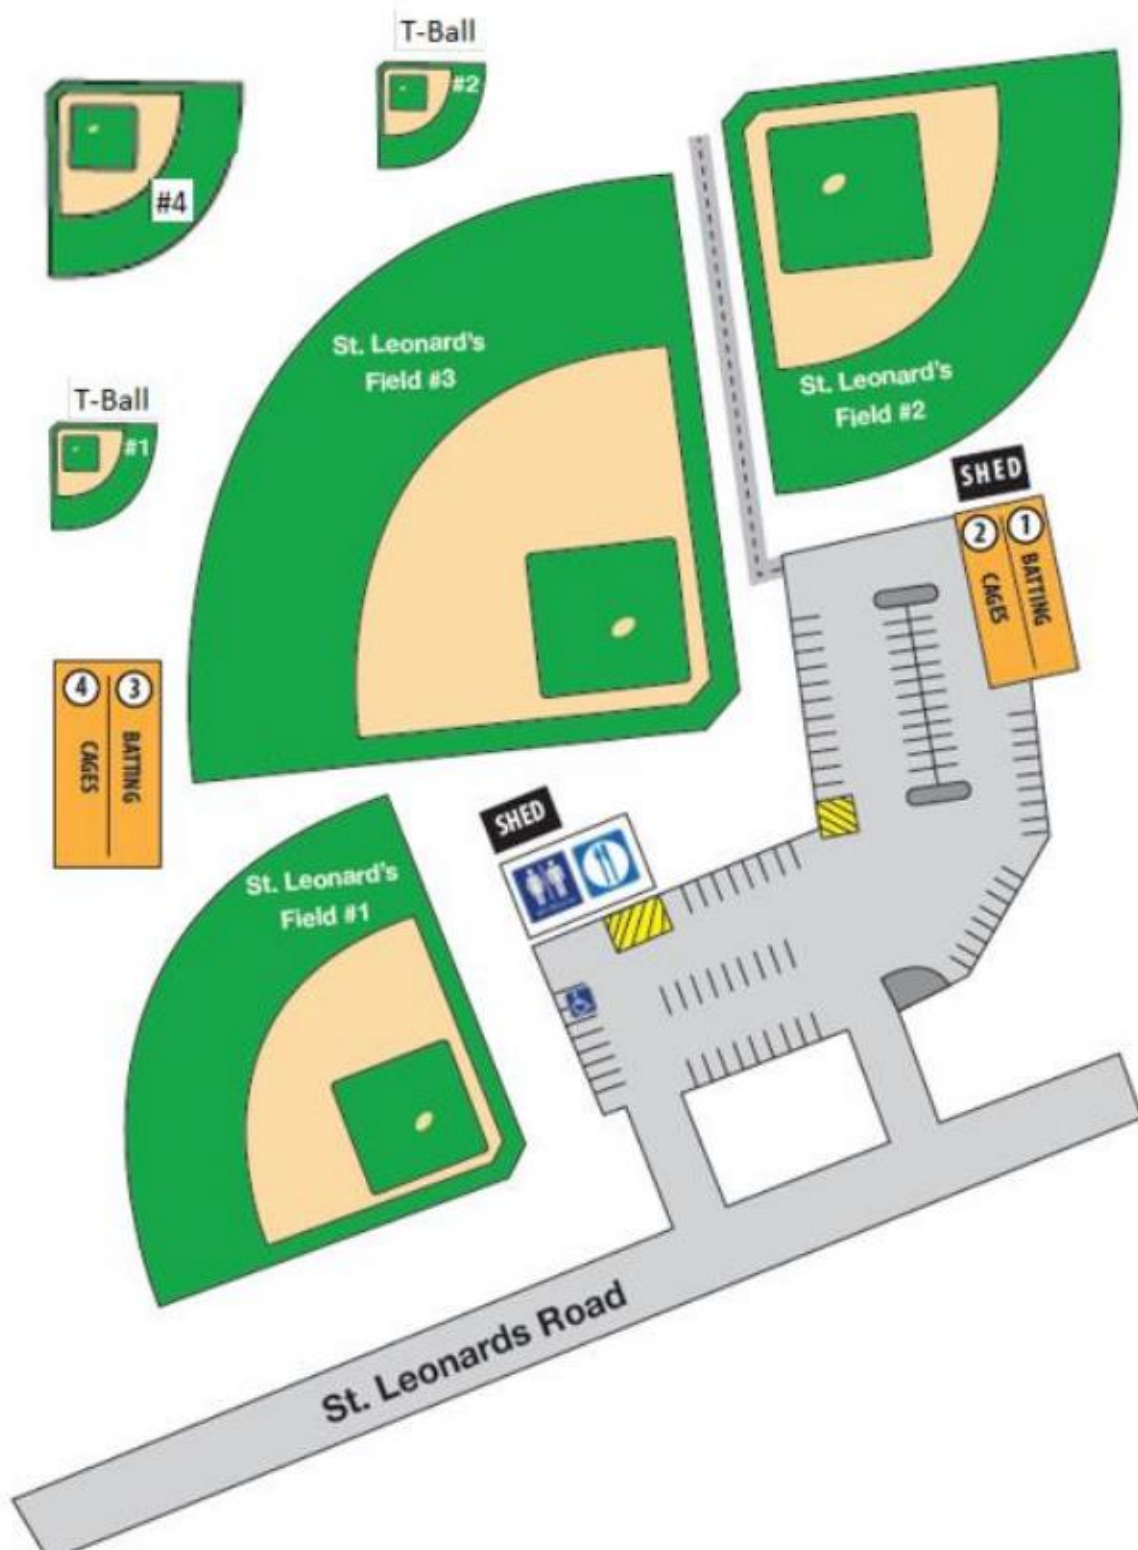 T-Ball
#2
#4
St. Leonard's
Field #3
St. Leonard's
Field #2
T-Ball
#1
SHED
2 1
BATTING
CAGES
4 3
BATTING
CAGES
SHED
St. Leonard's
Field #1
St. Leonards Road